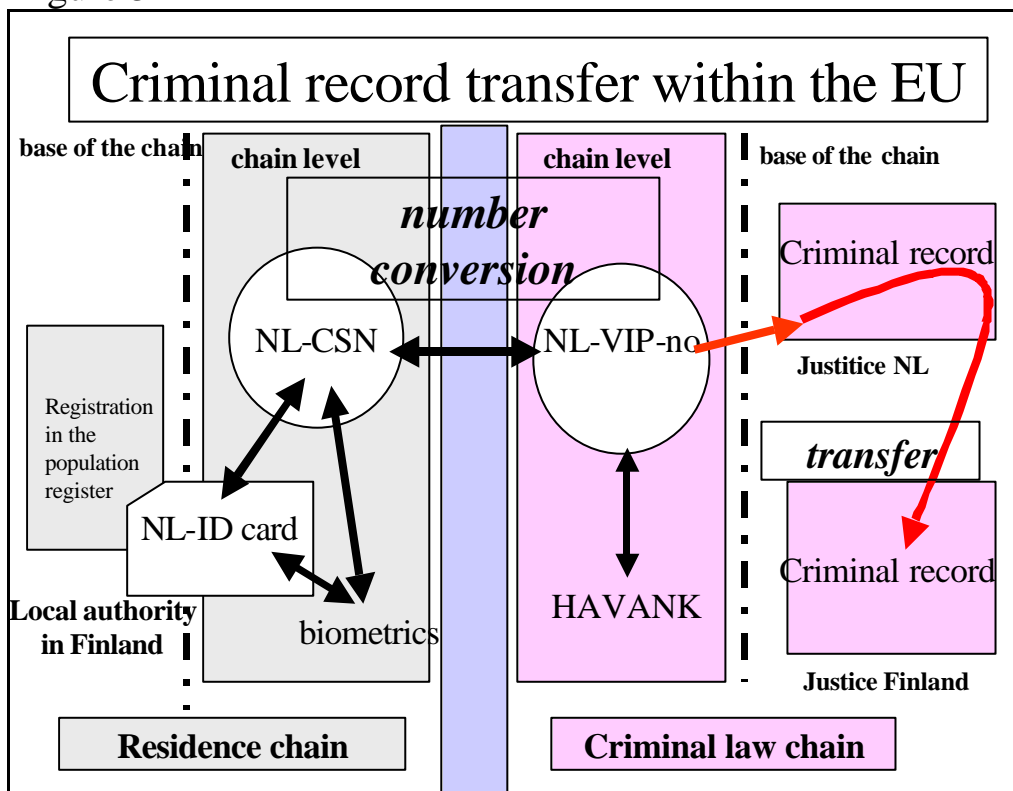 Criminal record transfer within the EU
base of the chain
chain level
chain level
base of the chain
number
conversion
Criminal record
NL-CSN
NL-VIP-no
Justitice NL
Registration
in the
population
register
transfer
NL-ID card
Criminal record
HAVANK
Local authority
in Finland
biometrics
Justice Finland
Residence chain
Criminal law chain